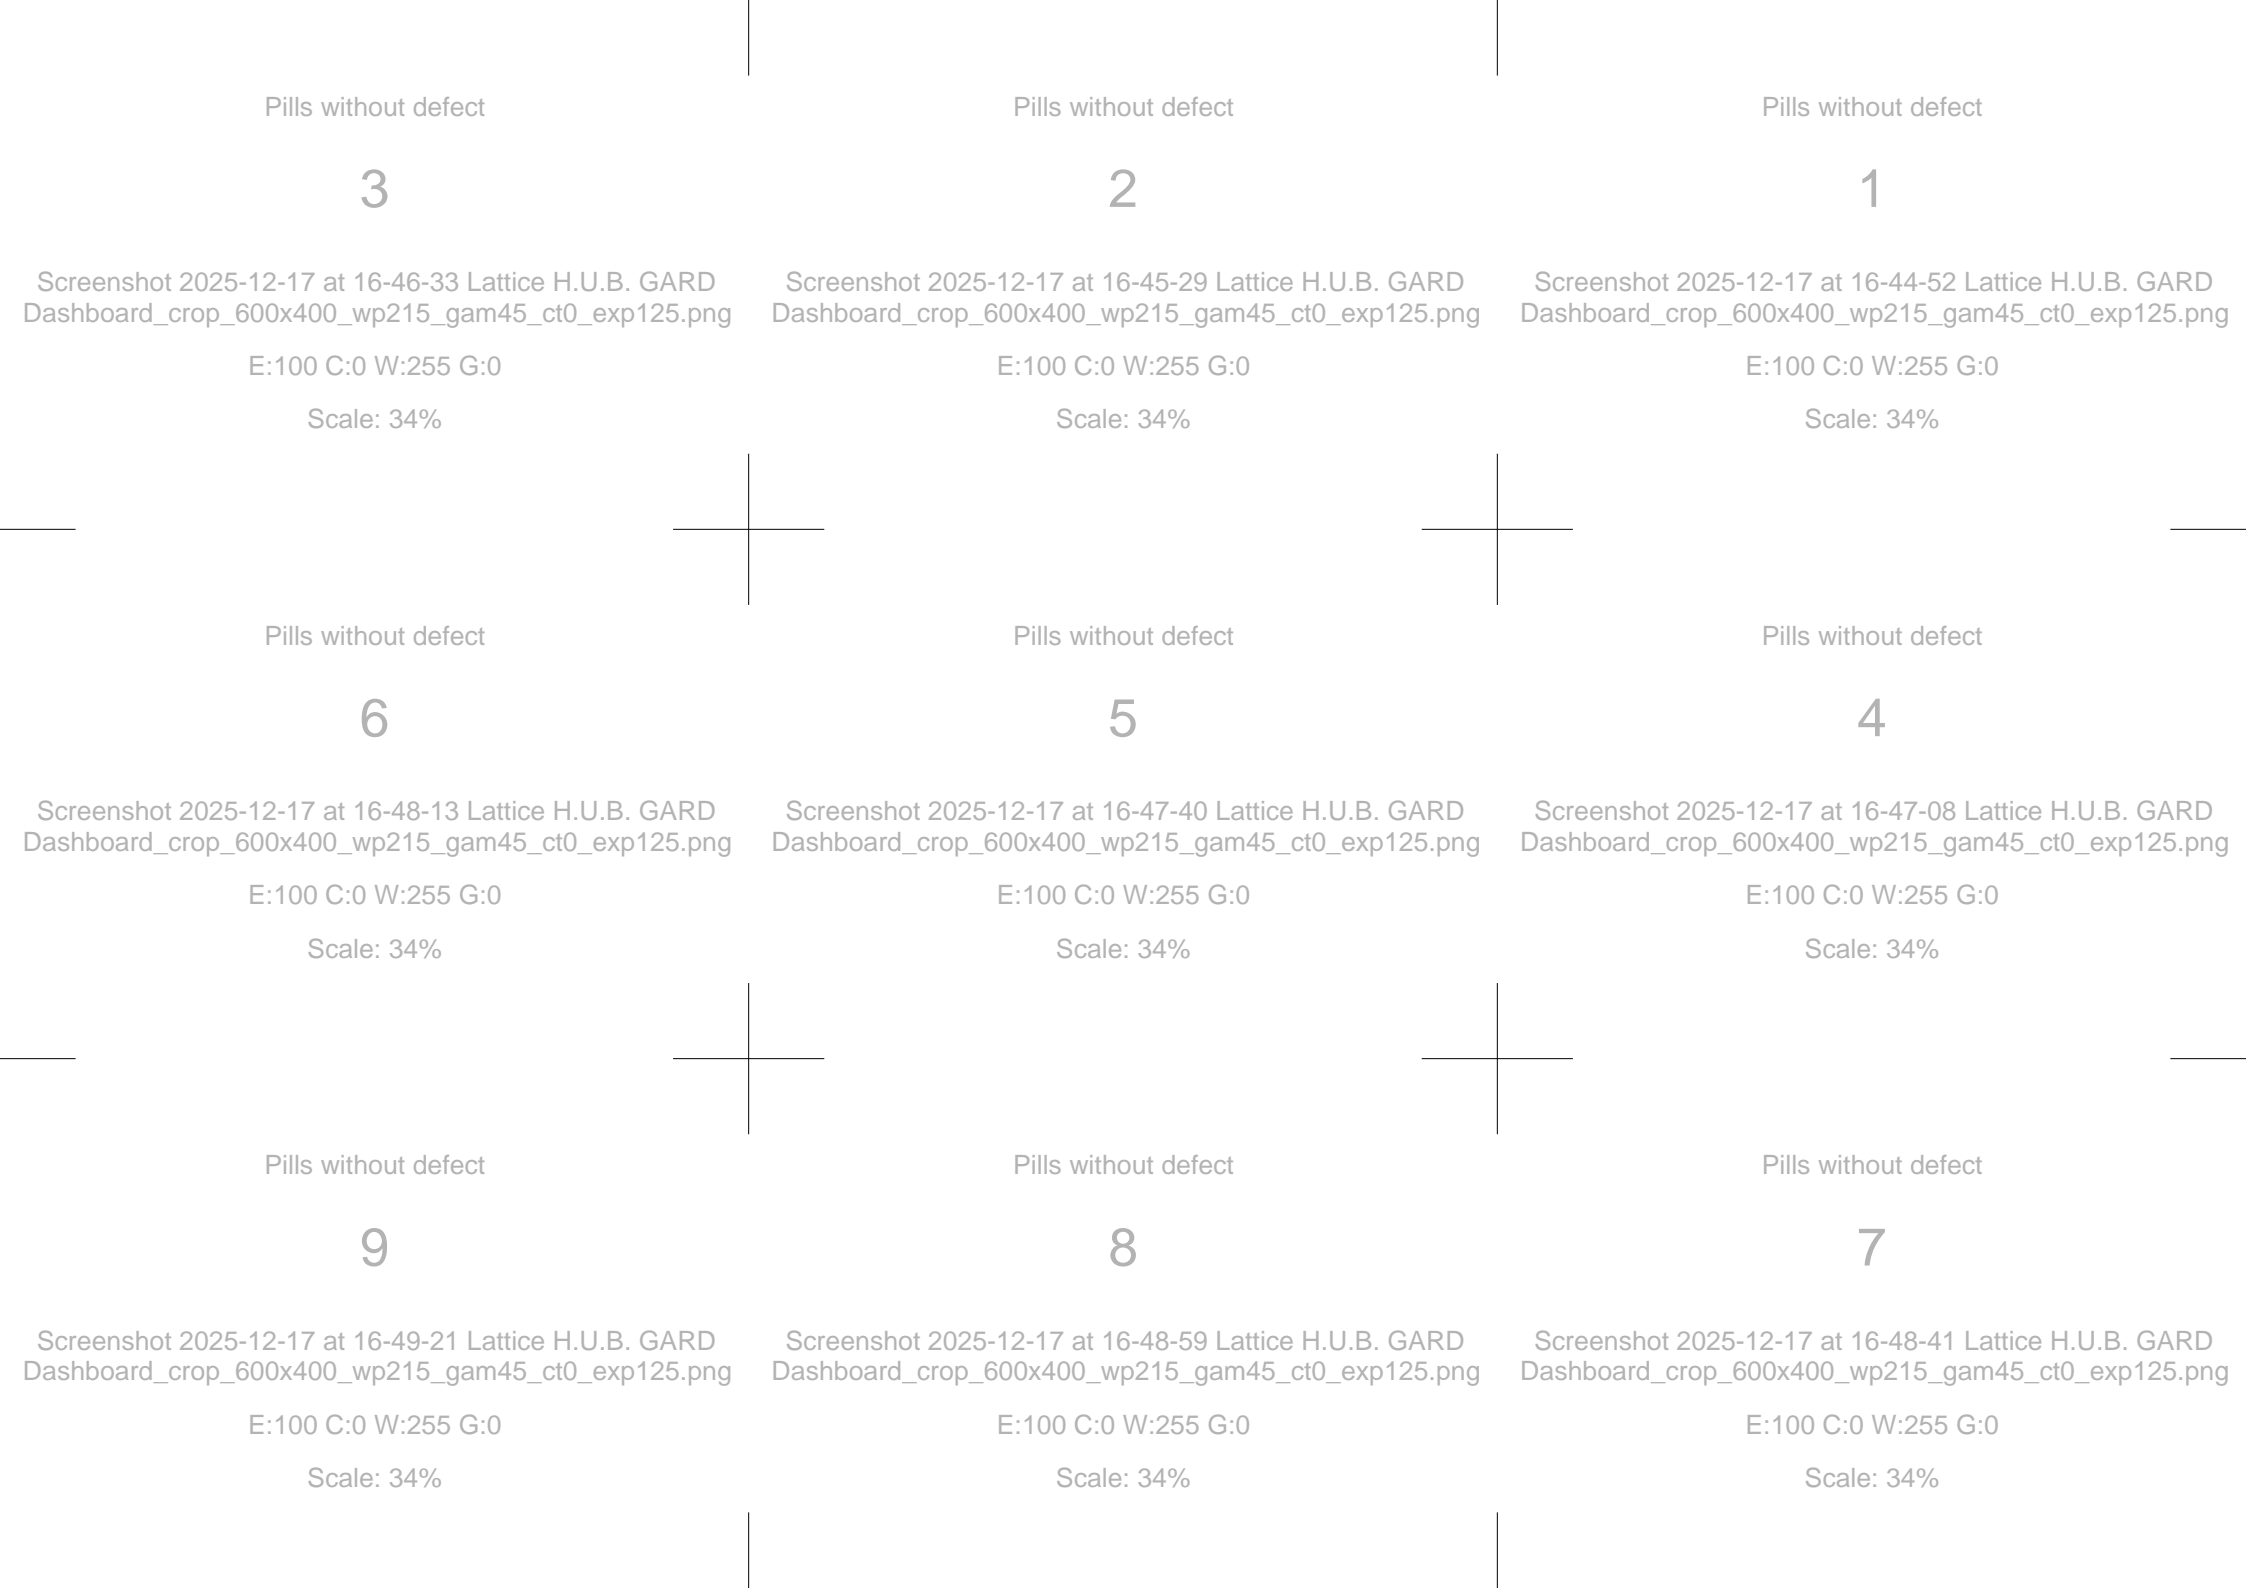 Pills without defect
3
Screenshot 2025-12-17 at 16-46-33 Lattice H.U.B. GARD
Dashboard_crop_600x400_wp215_gam45_ct0_exp125.png
E:100 C:0 W:255 G:0
Scale: 34%
Pills without defect
2
Screenshot 2025-12-17 at 16-45-29 Lattice H.U.B. GARD
Dashboard_crop_600x400_wp215_gam45_ct0_exp125.png
E:100 C:0 W:255 G:0
Scale: 34%
Pills without defect
1
Screenshot 2025-12-17 at 16-44-52 Lattice H.U.B. GARD
Dashboard_crop_600x400_wp215_gam45_ct0_exp125.png
E:100 C:0 W:255 G:0
Scale: 34%
Pills without defect
6
Screenshot 2025-12-17 at 16-48-13 Lattice H.U.B. GARD
Dashboard_crop_600x400_wp215_gam45_ct0_exp125.png
E:100 C:0 W:255 G:0
Scale: 34%
Pills without defect
5
Screenshot 2025-12-17 at 16-47-40 Lattice H.U.B. GARD
Dashboard_crop_600x400_wp215_gam45_ct0_exp125.png
E:100 C:0 W:255 G:0
Scale: 34%
Pills without defect
4
Screenshot 2025-12-17 at 16-47-08 Lattice H.U.B. GARD
Dashboard_crop_600x400_wp215_gam45_ct0_exp125.png
E:100 C:0 W:255 G:0
Scale: 34%
Pills without defect
9
Screenshot 2025-12-17 at 16-49-21 Lattice H.U.B. GARD
Dashboard_crop_600x400_wp215_gam45_ct0_exp125.png
E:100 C:0 W:255 G:0
Scale: 34%
Pills without defect
8
Screenshot 2025-12-17 at 16-48-59 Lattice H.U.B. GARD
Dashboard_crop_600x400_wp215_gam45_ct0_exp125.png
E:100 C:0 W:255 G:0
Scale: 34%
Pills without defect
7
Screenshot 2025-12-17 at 16-48-41 Lattice H.U.B. GARD
Dashboard_crop_600x400_wp215_gam45_ct0_exp125.png
E:100 C:0 W:255 G:0
Scale: 34%